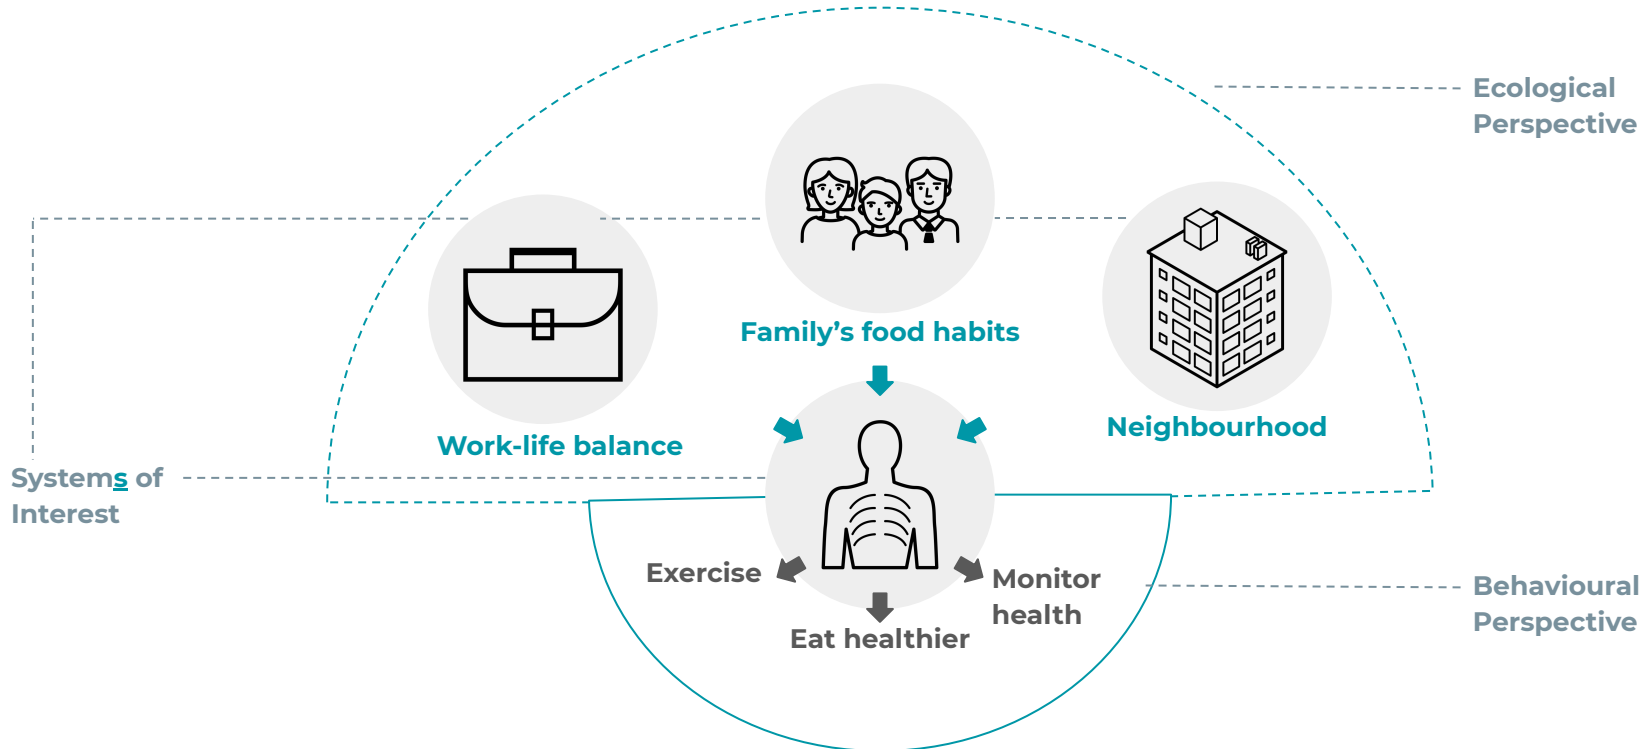 Ecological
Perspective
Family’s food habits
Neighbourhood
Work-life balance
Systems of
Interest
Exercise
Monitor
health
Eat healthier
Behavioural
Perspective